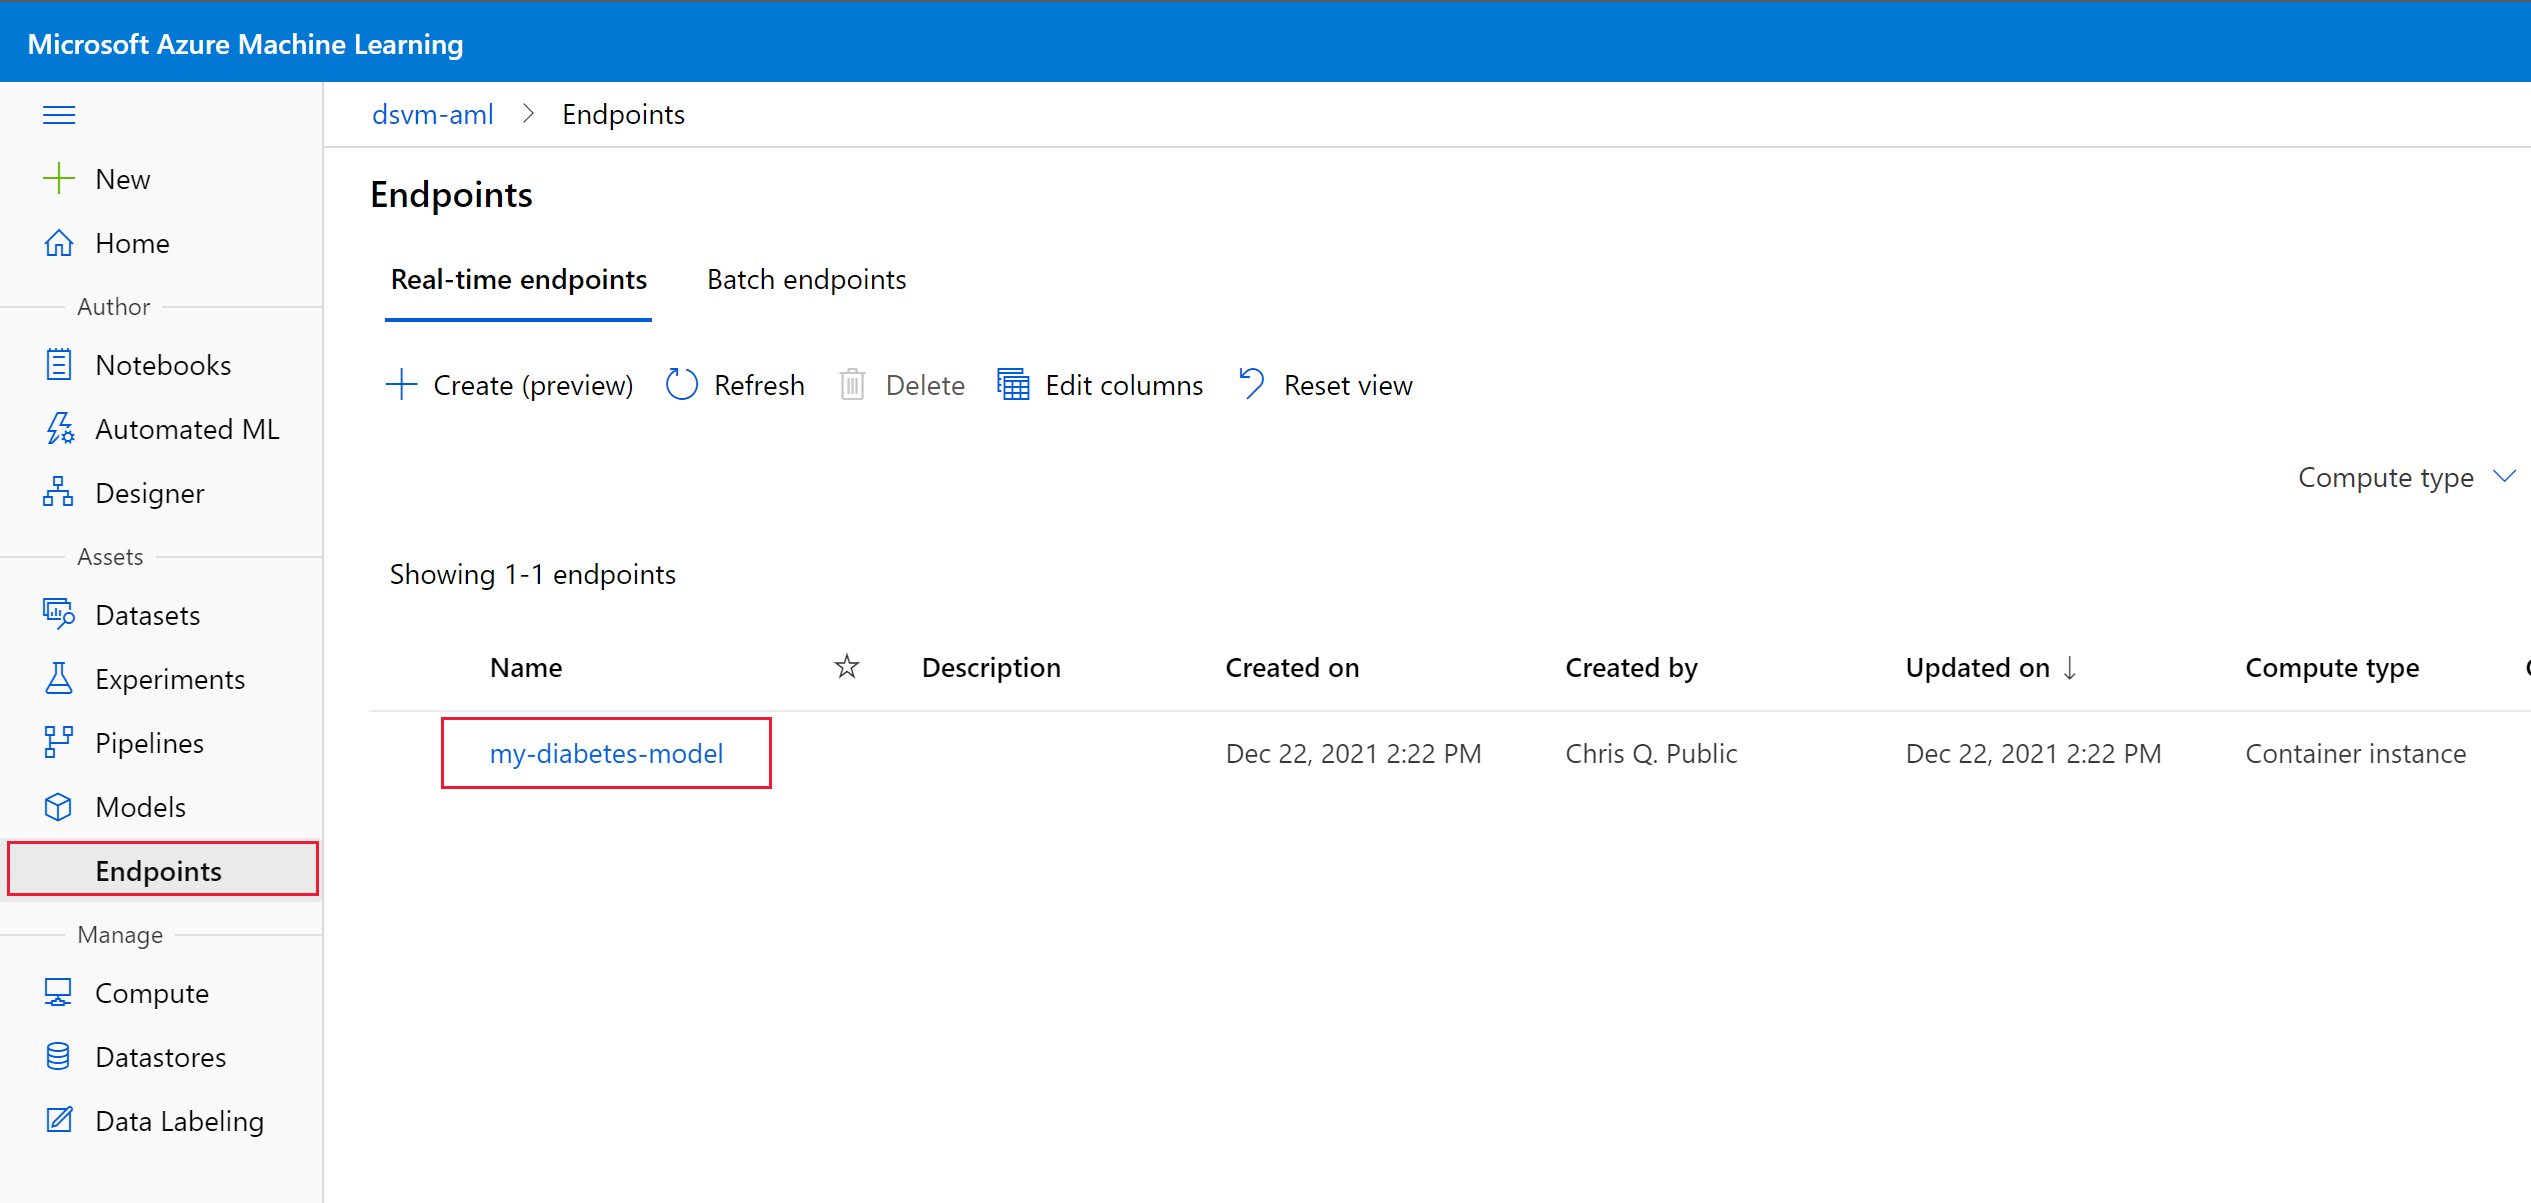 Microsoft Azure Machine Learning
New
Home
Author
Notebooks
Automated ML
Designer
Assets
Datasets
Experiments
Pipelines
Models
Endpoints
Manage
Compute
Datastores
Data Labeling
dsvm-aml > Endpoints
Endpoints
Real-time endpoints Batch endpoints
Create (preview) Refresh Delete Edit columns Reset view
Compute type
Showing 1-1 endpoints
Name Description Created on Created by Updated on ↓ Compute type
my-diabetes-model Dec 22, 2021 2:22 PM Chris Q. Public Dec 22, 2021 2:22 PM Container instance